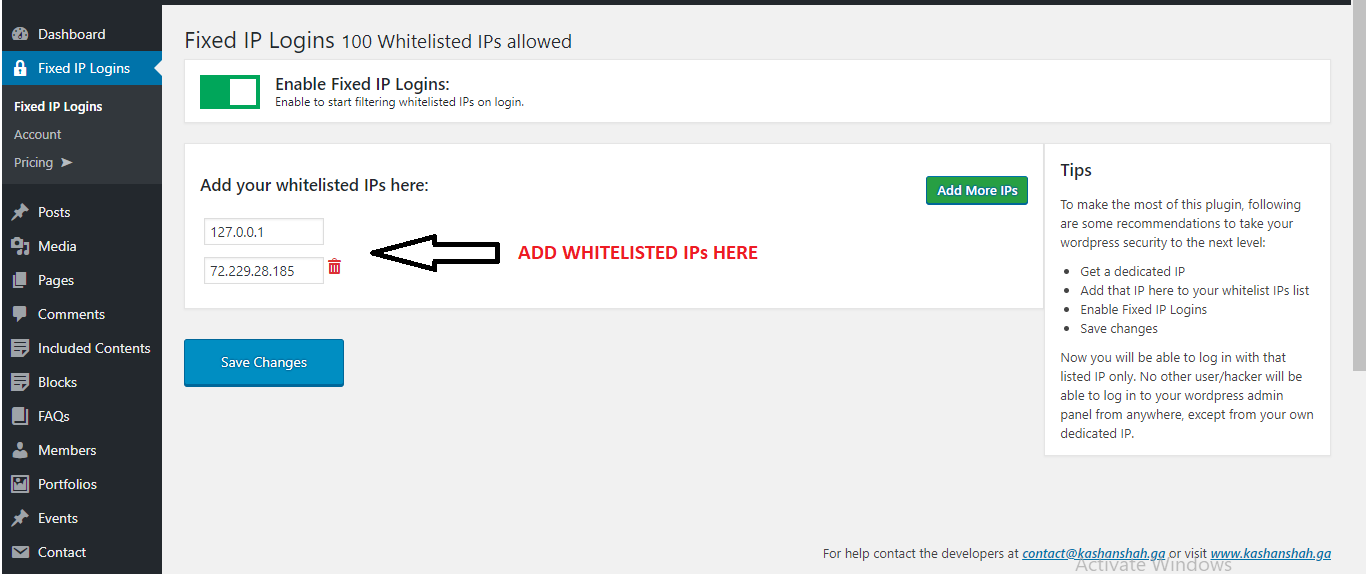 Dashboard
Fixed IP Logins
Fixed IP Logins
Account
Pricing ➤
Posts
Media
Pages
Comments
Included Contents
Blocks
FAQs
Members
Portfolios
Events
Contact
Fixed IP Logins 100 Whitelisted IPs allowed
Enable Fixed IP Logins:
Enable to start filtering whitelisted IPs on login.
Add your whitelisted IPs here:
Add More IPs
127.0.0.1
72.229.28.185
ADD WHITELISTED IPs HERE
Save Changes
Tips
To make the most of this plugin, following
are some recommendations to take your
wordpress security to the next level:
• Get a dedicated IP
• Add that IP here to your whitelist IPs list
• Enable Fixed IP Logins
• Save changes
Now you will be able to log in with that
listed IP only. No other user/hacker will be
able to log in to your wordpress admin
panel from anywhere, except from your own
dedicated IP.
For help contact the developers at contact@kashanshah.ga or visit www.kashanshah.ga
Activate Windows